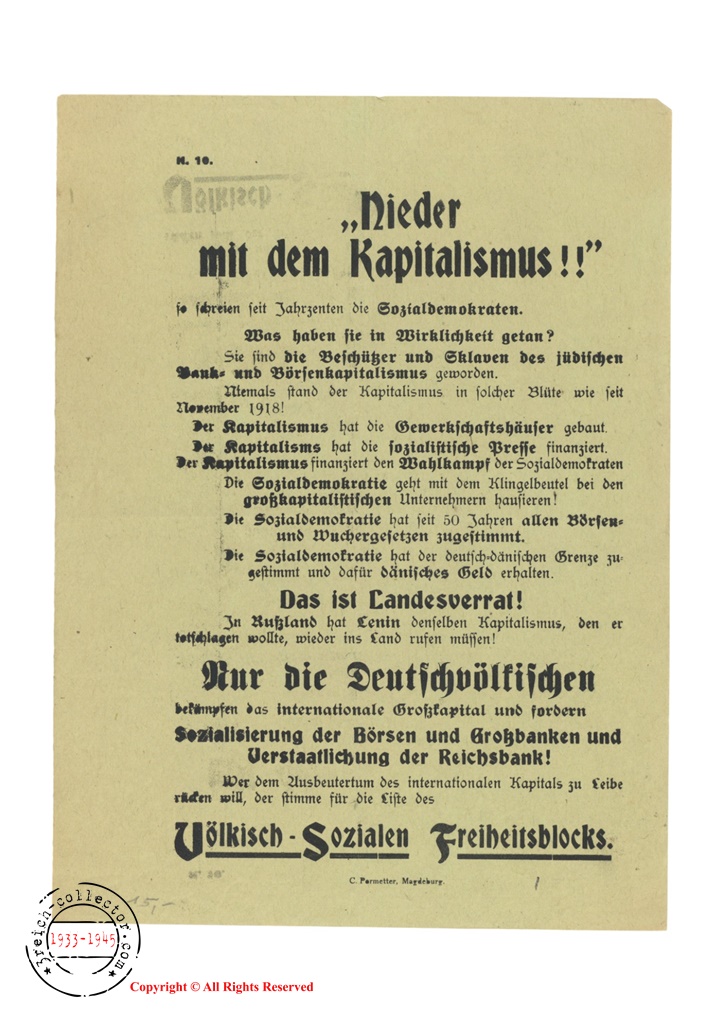 N. 10.
„Nieder
mit dem Kapitalismus!!”
so schreien seit Jahrzenten die Sozialdemokraten.
Was haben sie in Wirklichkeit getan?
Sie sind die Beschützer und Sklaven des jüdischen
Bank- und Börsenkapitalismus geworden.
Niemals stand der Kapitalismus in solcher Blüte wie seit
November 1918!
Der Kapitalismus hat die Gewerkschaftshäuser gebaut.
Der Kapitalisms hat die sozialistische Presse finanziert.
Der Kapitalismus finanziert den Wahlkampf der Sozialdemokraten
Die Sozialdemokratie geht mit dem Klingelbeutel bei den
großkapitalistischen Unternehmern hausieren!
Die Sozialdemokratie hat seit 50 Jahren allen Börsen-
und Wuchergesetzen zugestimmt.
Die Sozialdemokratie hat der deutsch-dänischen Grenze zu-
gestimmt und dafür dänisches Geld erhalten.
Das ist Landesverrat!
In Rußland hat Lenin denselben Kapitalismus, den er
totschlagen wollte, wieder ins Land rufen müssen!
Nur die Deutschvölkischen
bekämpfen das internationale Großkapital und fordern
Sozialisierung der Börsen und Großbanken und
Verstaatlichung der Reichsbank!
Wer dem Ausbeutertum des internationalen Kapitals zu Leibe
rücken will, der stimme für die Liste des
Völkisch-Sozialen Freiheitsblocks.
C. Parmetter, Magdeburg.
15,-
3reich-collector.com
1933-1945
Copyright © All Rights Reserved